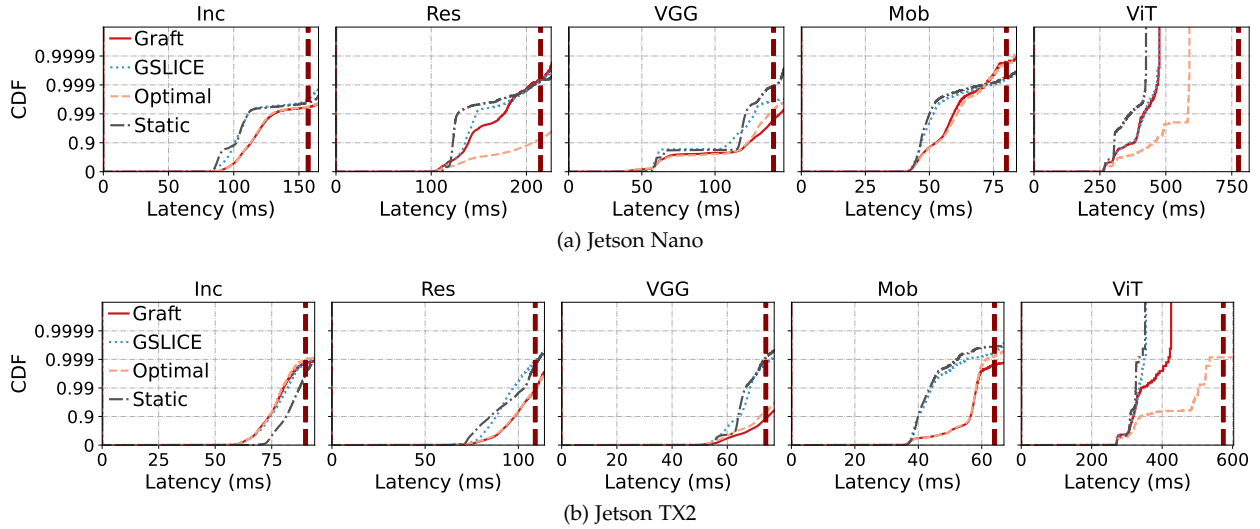 Inc Res VGG Mob ViT
CDF
0.9999
0.999
0.99
0.9
0
Graft
GSLICE
Optimal
Static
0 50 100 150
0 100 200
0 50 100
0 25 50 75
0 250 500 750
Latency (ms) Latency (ms) Latency (ms) Latency (ms) Latency (ms)
(a) Jetson Nano
Inc Res VGG Mob ViT
CDF
0.9999
0.999
0.99
0.9
0
Graft
GSLICE
Optimal
Static
0 25 50 75
0 50 100
0 20 40 60
0 20 40 60
0 200 400 600
Latency (ms) Latency (ms) Latency (ms) Latency (ms) Latency (ms)
(b) Jetson TX2